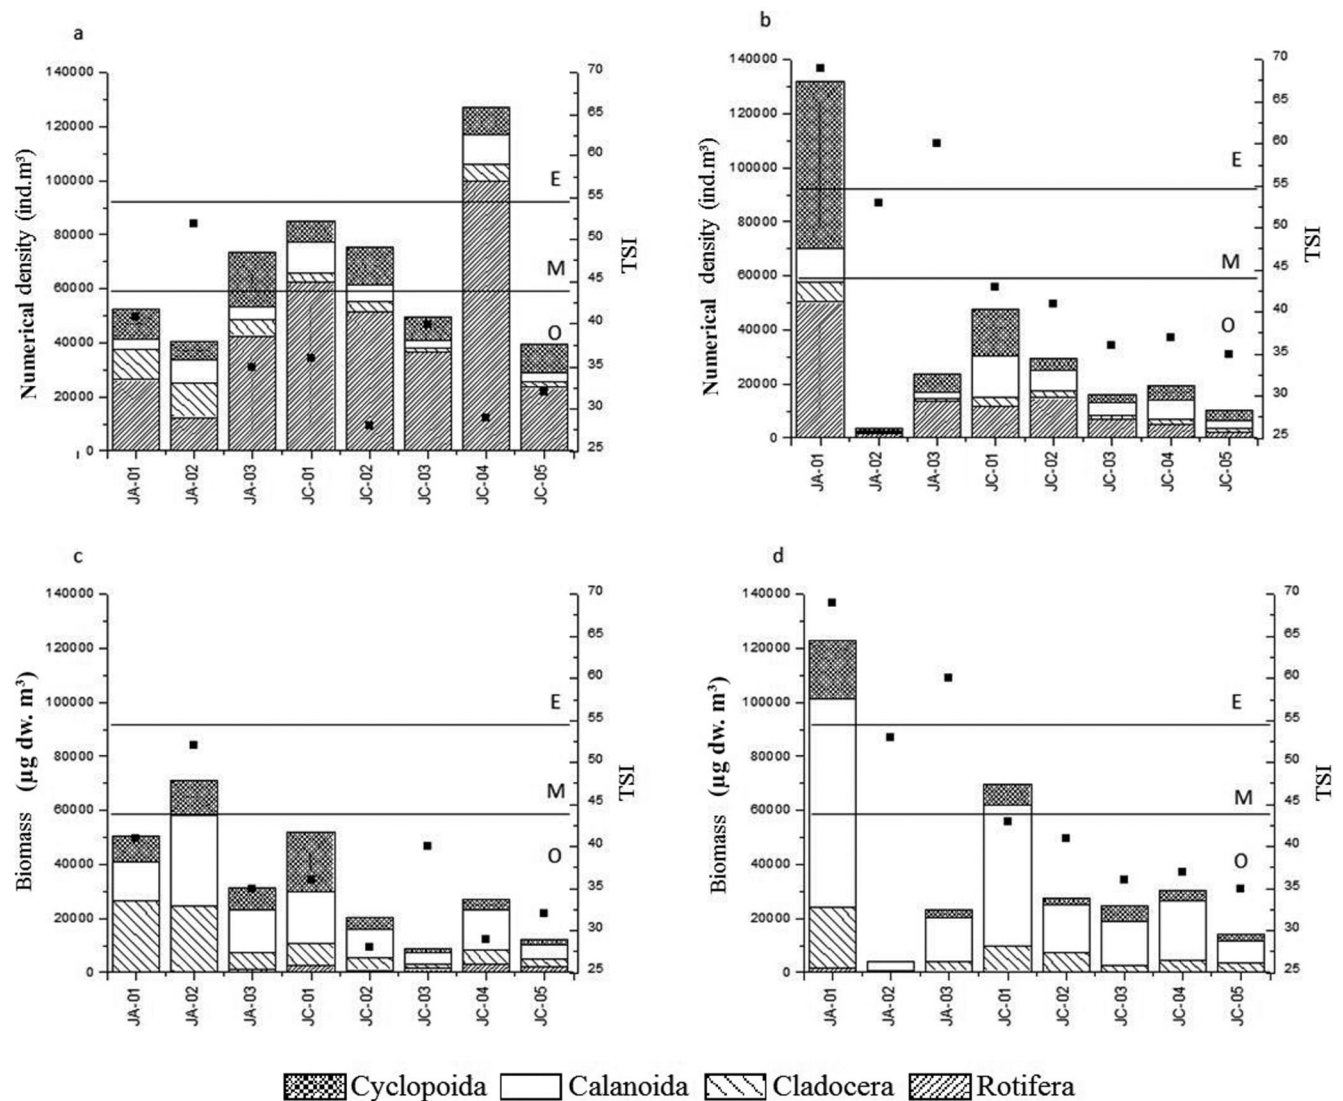 a
140000
120000
100000
80000
60000
40000
20000
0
Numerical density (ind.m³)
70
65
60
55
50
45
40
35
30
25
TSI
E
M
O
JA-01
JA-02
JA-03
JC-01
JC-02
JC-03
JC-04
JC-05
b
140000
120000
100000
80000
60000
40000
20000
0
Numerical density (ind.m³)
70
65
60
55
50
45
40
35
30
25
TSI
E
M
O
JA-01
JA-02
JA-03
JC-01
JC-02
JC-03
JC-04
JC-05
c
140000
120000
100000
80000
60000
40000
20000
0
Biomass (µg dw. m³)
70
65
60
55
50
45
40
35
30
25
TSI
E
M
O
JA-01
JA-02
JA-03
JC-01
JC-02
JC-03
JC-04
JC-05
d
140000
120000
100000
80000
60000
40000
20000
0
Biomass (µg dw. m³)
70
65
60
55
50
45
40
35
30
25
TSI
E
M
O
JA-01
JA-02
JA-03
JC-01
JC-02
JC-03
JC-04
JC-05
Cyclopoida Calanoida Cladocera Rotifera